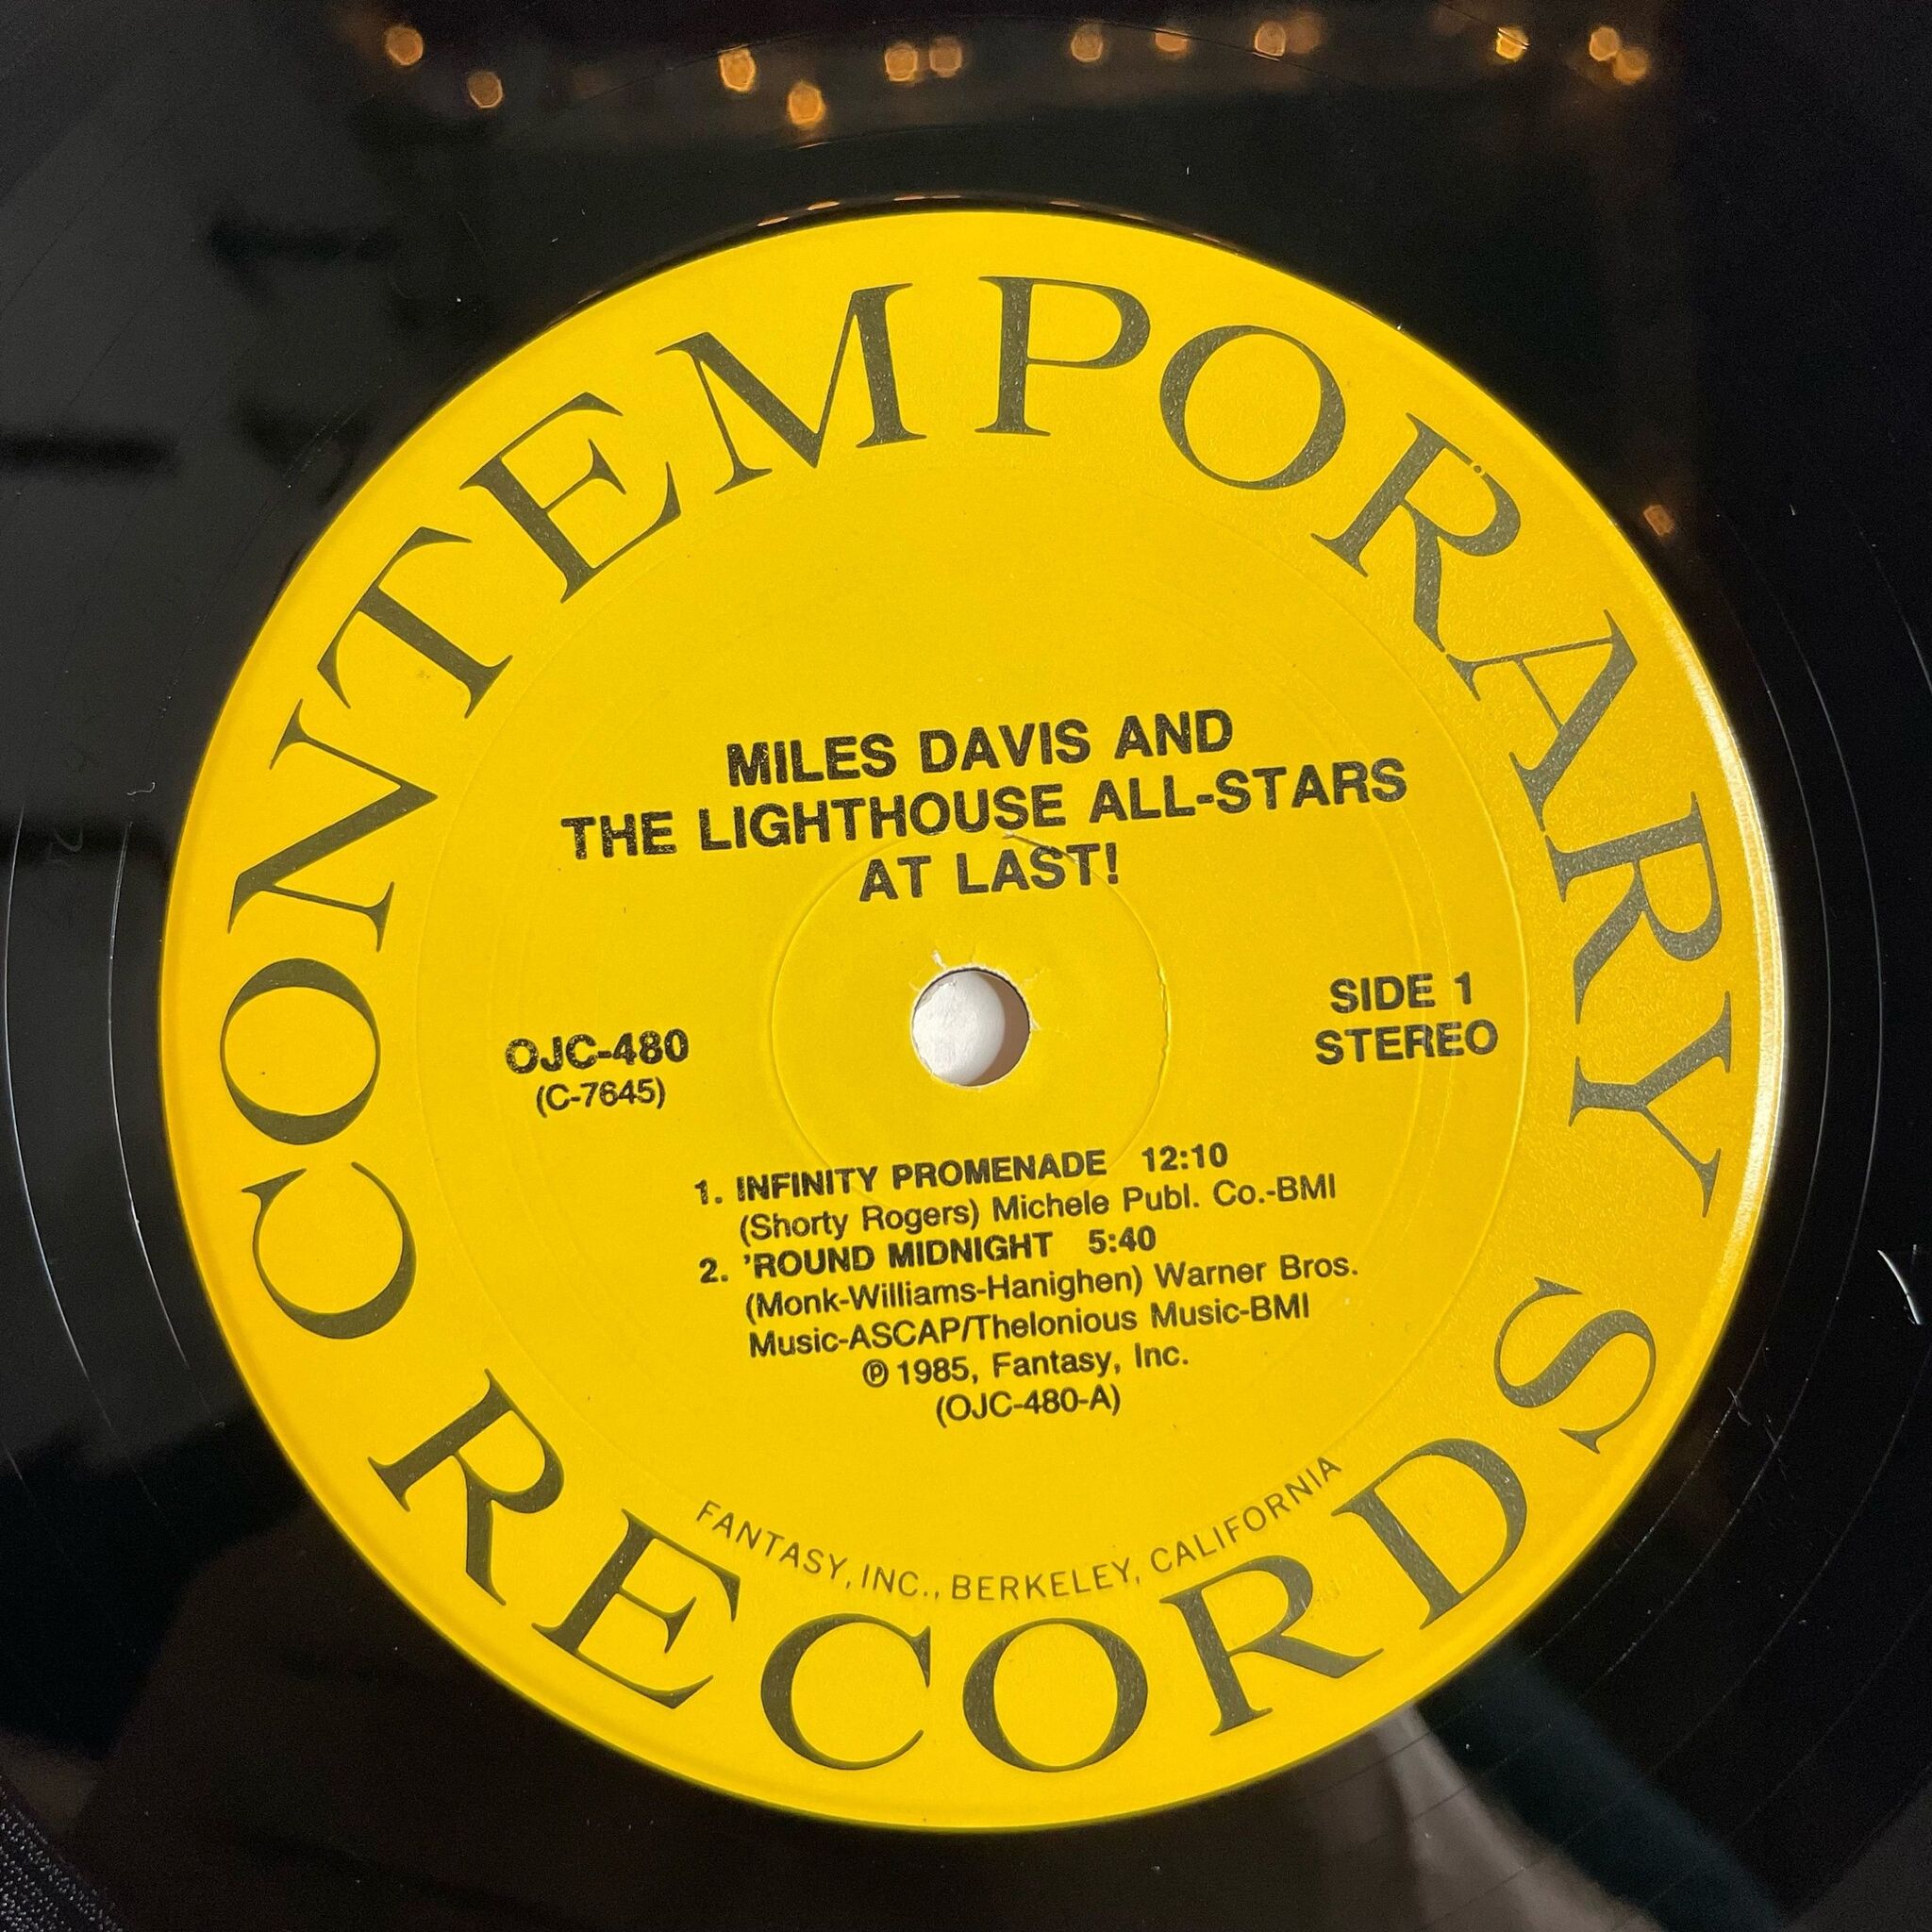 CONTEMPORARY RECORDS
MILES DAVIS AND
THE LIGHTHOUSE ALL-STARS
AT LAST!
OJC-480
(C-7645)
SIDE 1
STEREO
1. INFINITY PROMENADE 12:10
(Shorty Rogers) Michele Publ. Co.-BMI
2. 'ROUND MIDNIGHT 5:40
(Monk-Williams-Hanighen) Warner Bros.
Music-ASCAP/Thelonious Music-BMI
℗ 1985, Fantasy, Inc.
(OJC-480-A)
FANTASY, INC., BERKELEY, CALIFORNIA